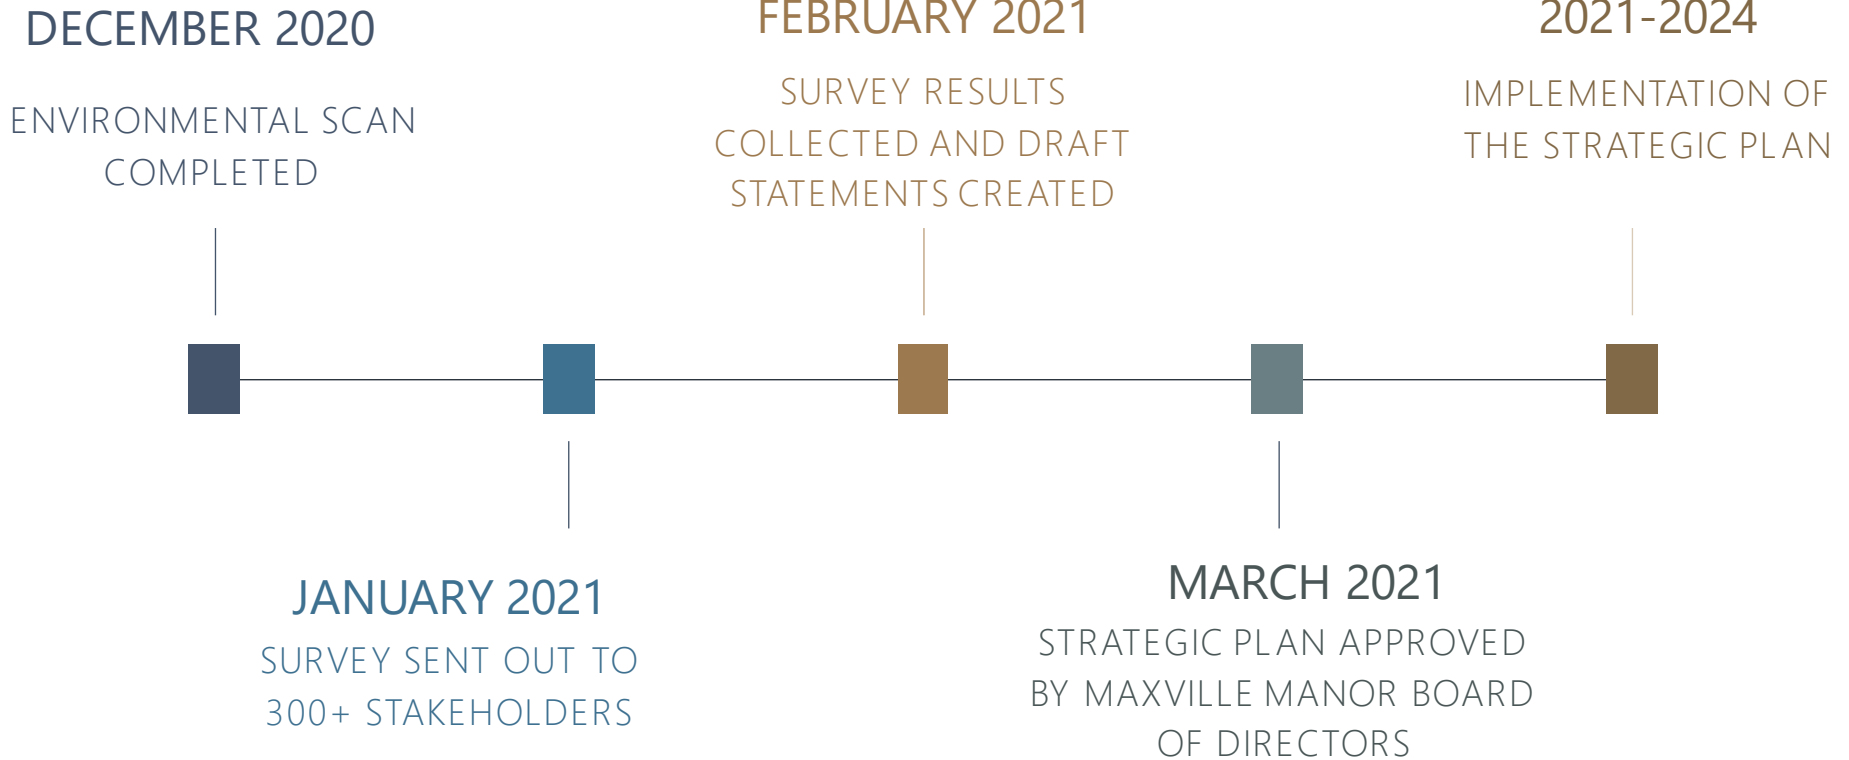 DECEMBER 2020
ENVIRONMENTAL SCAN
COMPLETED
JANUARY 2021
SURVEY SENT OUT TO
300+ STAKEHOLDERS
FEBRUARY 2021
SURVEY RESULTS
COLLECTED AND DRAFT
STATEMENTS CREATED
MARCH 2021
STRATEGIC PLAN APPROVED
BY MAXVILLE MANOR BOARD
OF DIRECTORS
2021-2024
IMPLEMENTATION OF
THE STRATEGIC PLAN